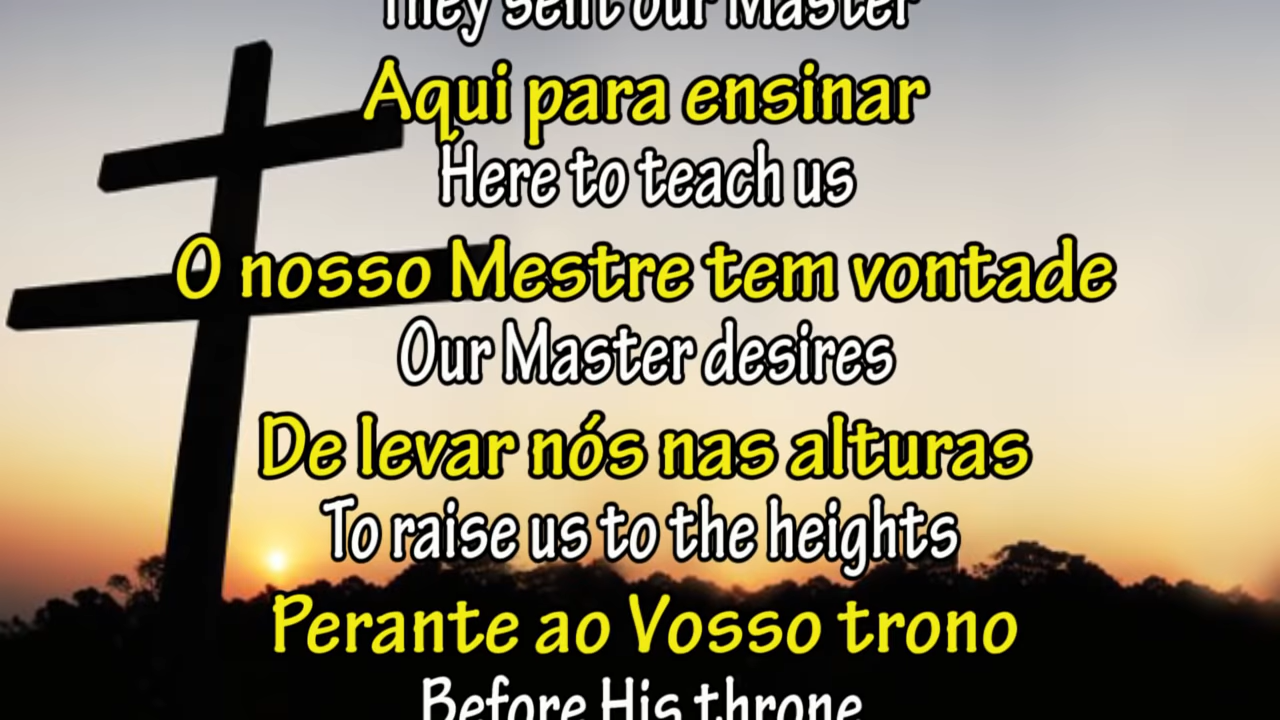 They sent our Master
Aqui para ensinar
Here to teach us
O nosso Mestre tem vontade
Our Master desires
De levar nós nas alturas
To raise us to the heights
Perante ao Vosso trono
Before His throne